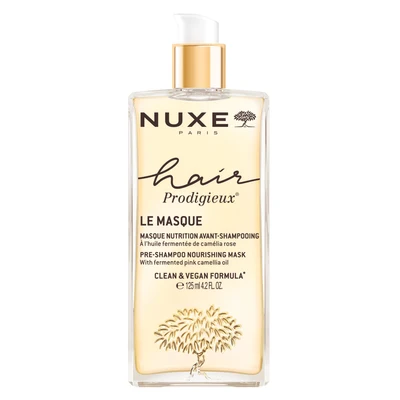 NUXE
PARIS
hair
Prodigieux®
LE MASQUE
MASQUE NUTRITION AVANT-SHAMPOOING
À l'huile fermentée de camélia rose
PRE-SHAMPOO NOURISHING MASK
With fermented pink camellia oil
CLEAN & VEGAN FORMULA*
℮ 125 ml 4.2 FL.OZ.